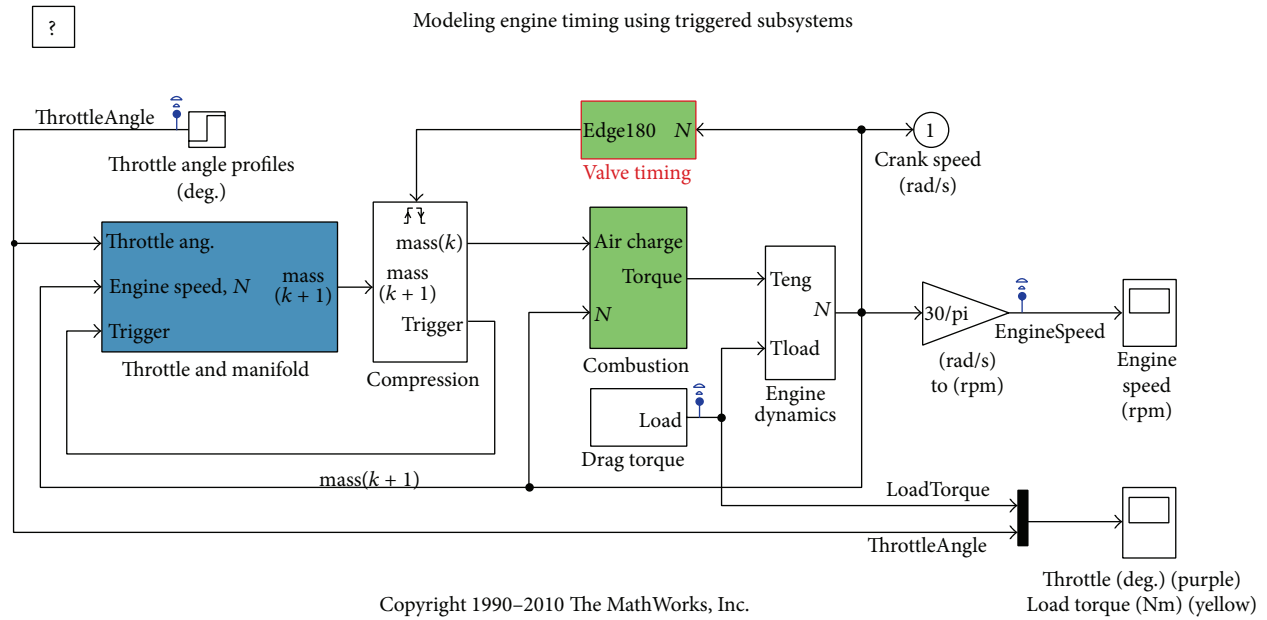 ?
Modeling engine timing using triggered subsystems
ThrottleAngle
Throttle angle profiles
(deg.)
Edge180 N
Valve timing
1
Crank speed
(rad/s)
Throttle ang.
Engine speed, N
Trigger
mass
(k + 1)
Throttle and manifold
mass(k)
mass
(k + 1)
Trigger
Compression
Air charge
Torque
N
Combustion
Teng
N
Tload
Engine
dynamics
Load
Drag torque
30/pi
(rad/s)
to (rpm)
EngineSpeed
Engine
speed
(rpm)
mass(k + 1)
LoadTorque
ThrottleAngle
Throttle (deg.) (purple)
Load torque (Nm) (yellow)
Copyright 1990–2010 The MathWorks, Inc.